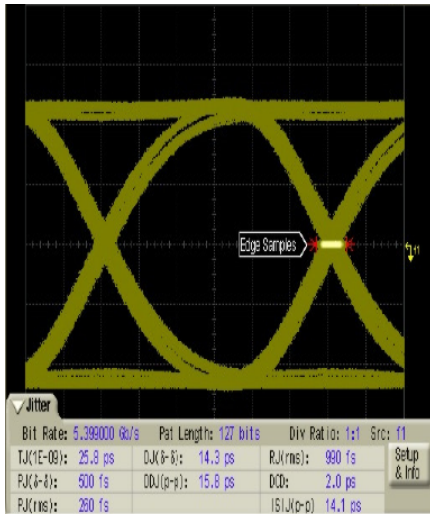 Edge Samples
f1
Jitter
Bit Rate: 5.399000 Gb/s Pat Length: 127 bits Div Ratio: 1:1 Src: f1
TJ(1E-09): 25.8 ps DJ(δ-δ): 14.3 ps RJ(rms): 990 fs Setup & Info
PJ(δ-δ): 500 fs DDJ(p-p): 15.8 ps DCD: 2.0 ps
PJ(rms): 260 fs ISIJ(p-p) 14.1 ps